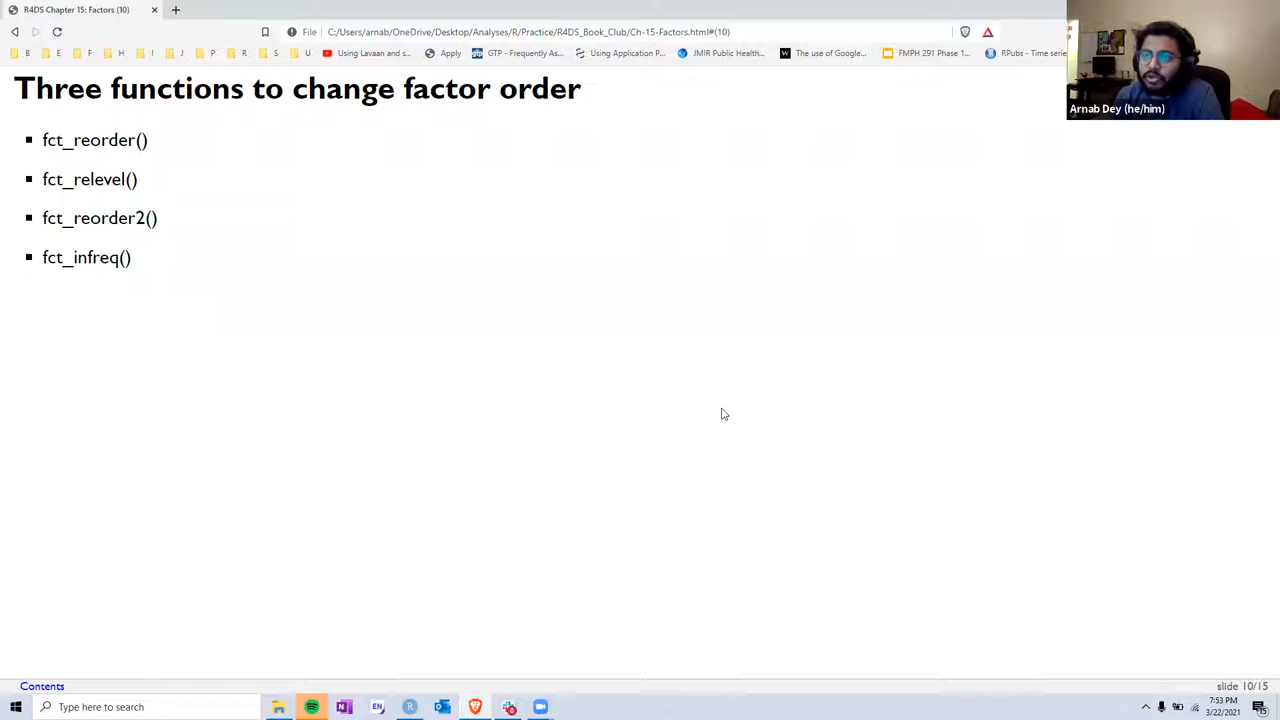 R4DS Chapter 15: Factors (10)
File
C:/Users/arnab/OneDrive/Desktop/Analyses/R/Practice/R4DS_Book_Club/Ch-15-Factors.html#(10)
B E F H I J P R S U Using Lavaan and s... Apply GTP - Frequently As... Using Application P... JMIR Public Health... The use of Google... FMPH 291 Phase 1... RPubs - Time serie
Three functions to change factor order
Arnab Dey (he/him)
fct_reorder()
fct_relevel()
fct_reorder2()
fct_infreq()
Contents
slide 10/15
Type here to search
7:53 PM
3/22/2021